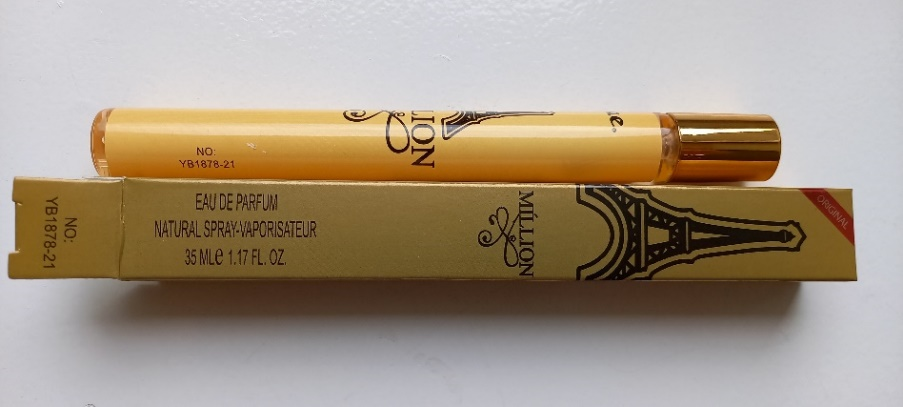 e.
LION
NO:
YB1878-21
NO:
YB1878-21
EAU DE PARFUM
NATURAL SPRAY-VAPORISATEUR
35 MLe 1.17 FL. OZ.
MILLION
ORIGINAL